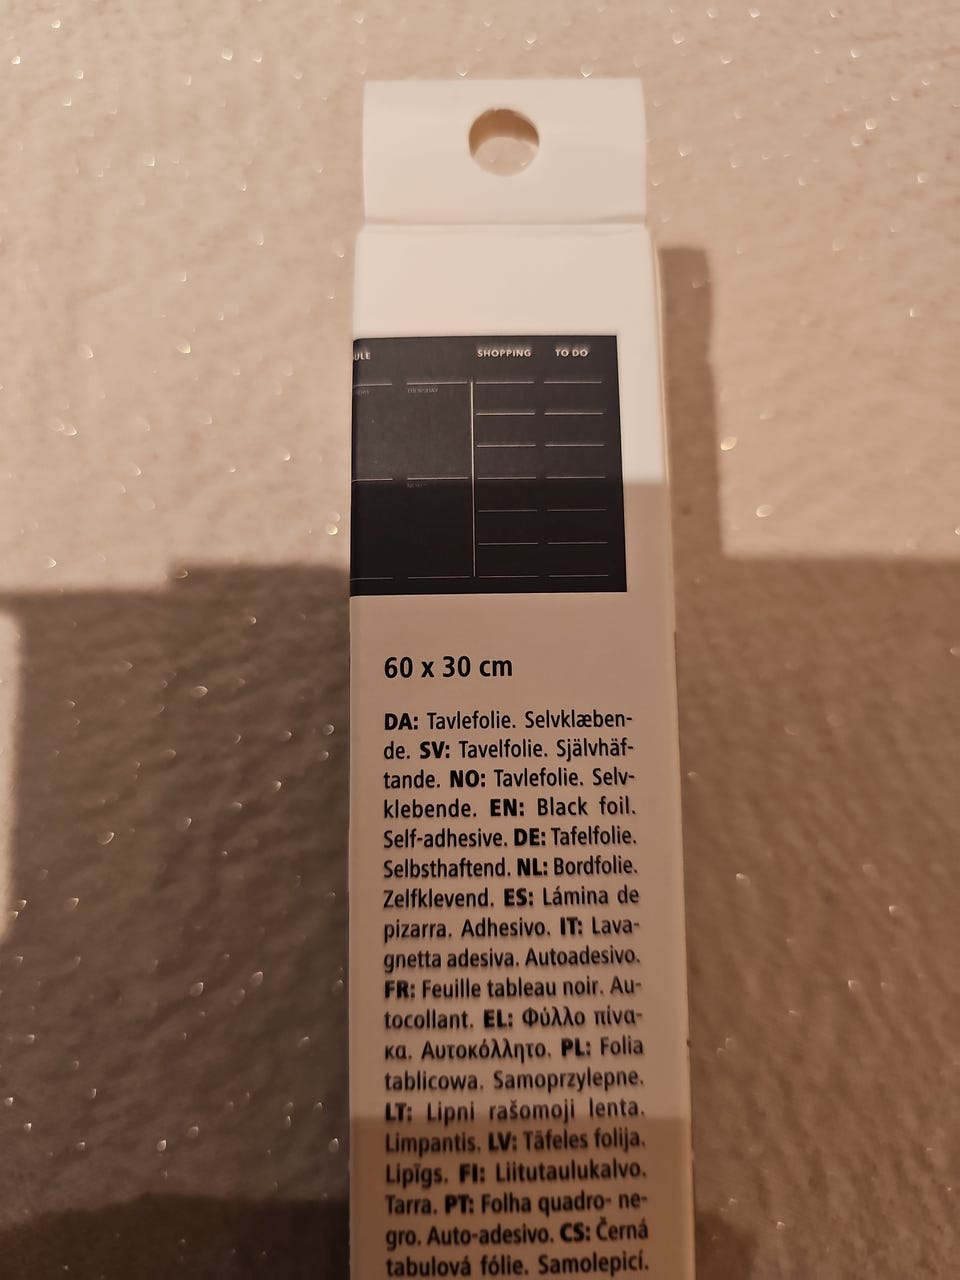 ULE SHOPPING TO DO
THURSDAY
60 x 30 cm
DA: Tavlefolie. Selvklæben-
de. SV: Tavelfolie. Självhäf-
tande. NO: Tavlefolie. Selv-
klebende. EN: Black foil.
Self-adhesive. DE: Tafelfolie.
Selbsthaftend. NL: Bordfolie.
Zelfklevend. ES: Lámina de
pizarra. Adhesivo. IT: Lava-
gnetta adesiva. Autoadesivo.
FR: Feuille tableau noir. Au-
tocollant. EL: Φύλλο πίνα-
κα. Αυτοκόλλητο. PL: Folia
tablicowa. Samoprzylepne.
LT: Lipni rašomoji lenta.
Limpantis. LV: Tāfeles folija.
Lipīgs. FI: Liitutaulukalvo.
Tarra. PT: Folha quadro- ne-
gro. Auto-adesivo. CS: Černá
tabulová fólie. Samolepicí.